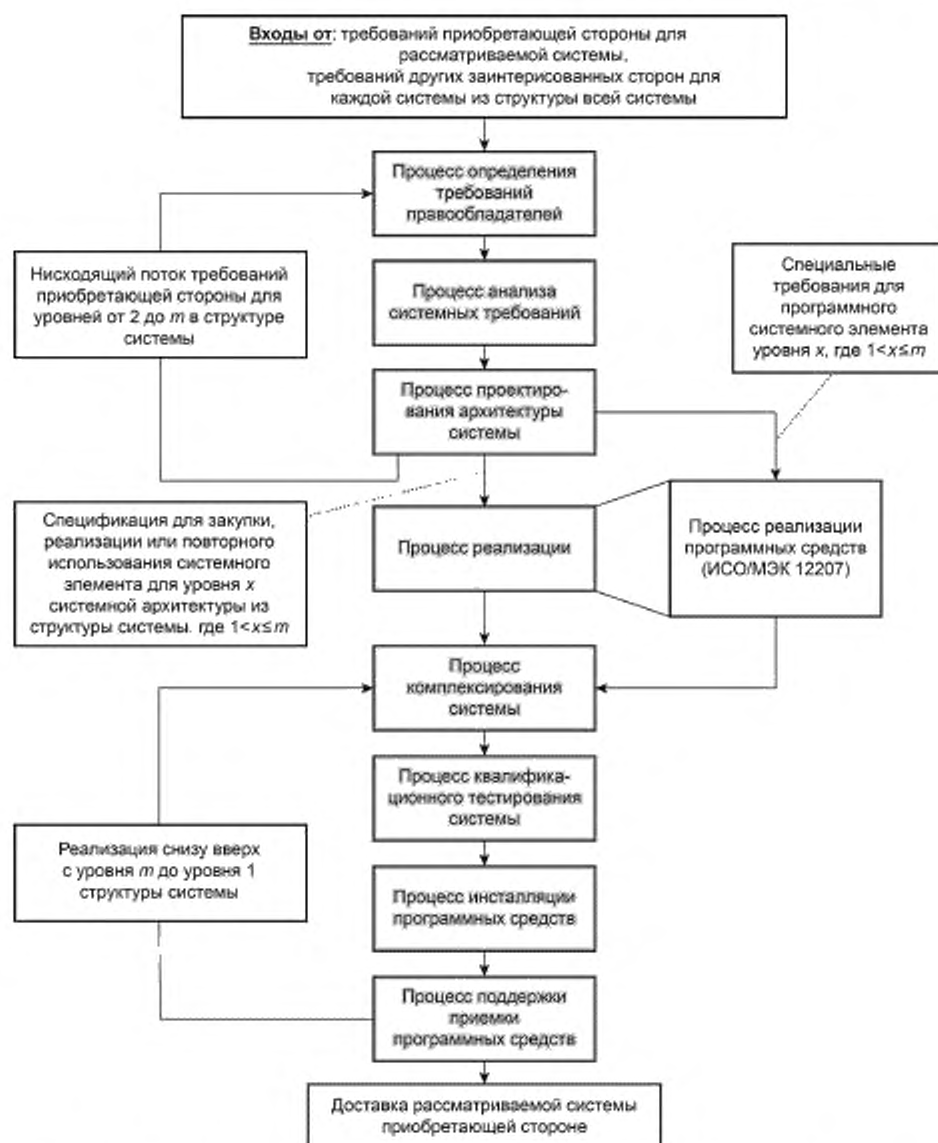 Входы от: требований приобретающей стороны для
рассматриваемой системы,
требований других заинтерисованных сторон для
каждой системы из структуры всей системы
Процесс определения
требований
правообладателей
Нисходящий поток требований
приобретающей стороны для
уровней от 2 до m в структуре
системы
Процесс анализа
системных требований
Специальные
требования для
программного
системного элемента
уровня x, где 1<x≤m
Процесс проектиро-
вания архитектуры
системы
Спецификация для закупки,
реализации или повторного
использования системного
элемента для уровня x
системной архитектуры из
структуры системы. где 1<x≤m
Процесс реализации
Процесс реализации
программных средств
(ИСО/МЭК 12207)
Процесс
комплексирования
системы
Процесс квалифика-
ционного тестирования
системы
Реализация снизу вверх
с уровня m до уровня 1
структуры системы
Процесс инсталляции
программных средств
Процесс поддержки
приемки
программных средств
Доставка рассматриваемой системы
приобретающей стороне